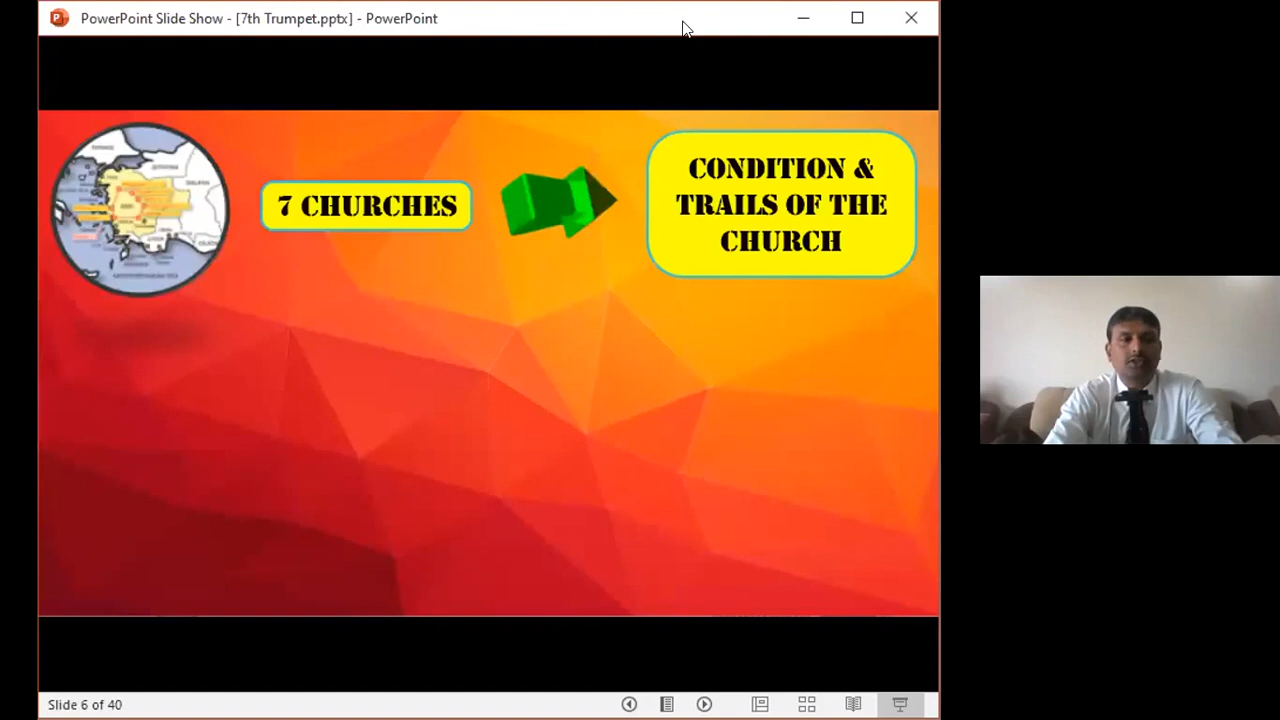 PowerPoint Slide Show - [7th Trumpet.pptx] - PowerPoint
7 CHURCHES
CONDITION &
TRAILS OF THE
CHURCH
Slide 6 of 40